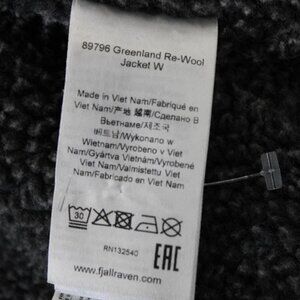 89796 Greenland Re-Wool
Jacket W
Made in Viet Nam/Fabriqué en
Viet Nam/产地 越南/Сделано В
Вьетнаме/제조국
베트남/Wykonano w
Wietnam/Vyrobeno v Viet
Nam/Gyártva Vietnám/Vyrobené
Viet Nam/Valmistettu Viet
Nam/Fabricado en Viet Nam
30
RN132540
EAC
www.fjallraven.com